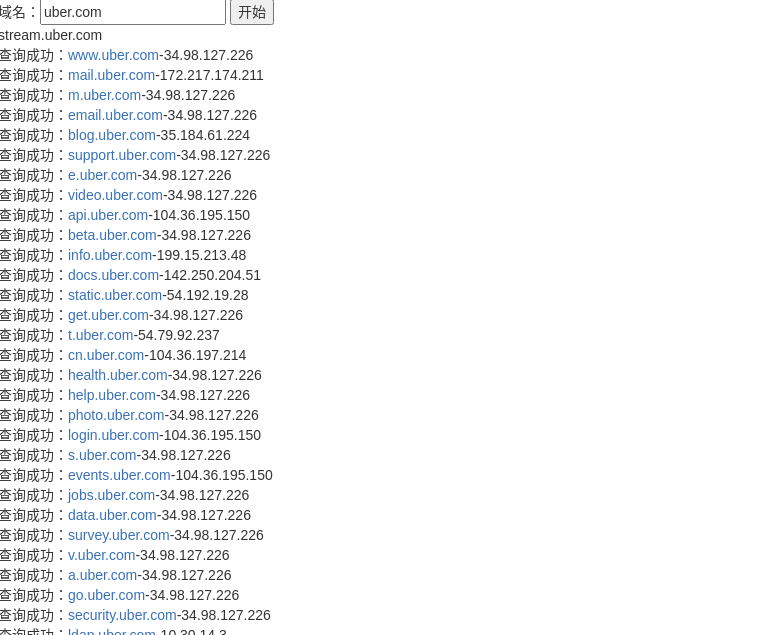 域名： uber.com 开始
stream.uber.com
查询成功：www.uber.com-34.98.127.226
查询成功：mail.uber.com-172.217.174.211
查询成功：m.uber.com-34.98.127.226
查询成功：email.uber.com-34.98.127.226
查询成功：blog.uber.com-35.184.61.224
查询成功：support.uber.com-34.98.127.226
查询成功：e.uber.com-34.98.127.226
查询成功：video.uber.com-34.98.127.226
查询成功：api.uber.com-104.36.195.150
查询成功：beta.uber.com-34.98.127.226
查询成功：info.uber.com-199.15.213.48
查询成功：docs.uber.com-142.250.204.51
查询成功：static.uber.com-54.192.19.28
查询成功：get.uber.com-34.98.127.226
查询成功：t.uber.com-54.79.92.237
查询成功：cn.uber.com-104.36.197.214
查询成功：health.uber.com-34.98.127.226
查询成功：help.uber.com-34.98.127.226
查询成功：photo.uber.com-34.98.127.226
查询成功：login.uber.com-104.36.195.150
查询成功：s.uber.com-34.98.127.226
查询成功：events.uber.com-104.36.195.150
查询成功：jobs.uber.com-34.98.127.226
查询成功：data.uber.com-34.98.127.226
查询成功：survey.uber.com-34.98.127.226
查询成功：v.uber.com-34.98.127.226
查询成功：a.uber.com-34.98.127.226
查询成功：go.uber.com-34.98.127.226
查询成功：security.uber.com-34.98.127.226
查询成功：ldap.uber.com-10.30.14.3